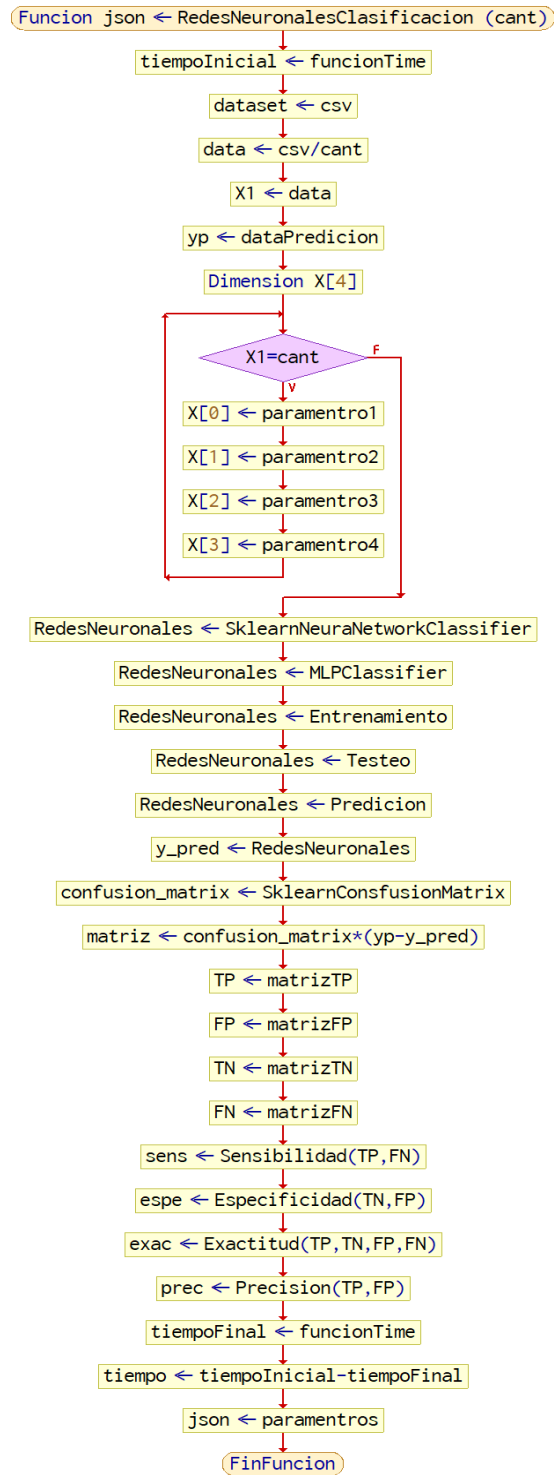 Funcion json ← RedesNeuronalesClasificacion (cant)
tiempoInicial ← funcionTime
dataset ← csv
data ← csv/cant
X1 ← data
yp ← dataPredicion
Dimension X[4]
X1=cant
F
V
X[0] ← paramentro1
X[1] ← paramentro2
X[2] ← paramentro3
X[3] ← paramentro4
RedesNeuronales ← SklearnNeuraNetworkClassifier
RedesNeuronales ← MLPClassifier
RedesNeuronales ← Entrenamiento
RedesNeuronales ← Testeo
RedesNeuronales ← Predicion
y_pred ← RedesNeuronales
confusion_matrix ← SklearnConsfusionMatrix
matriz ← confusion_matrix*(yp-y_pred)
TP ← matrizTP
FP ← matrizFP
TN ← matrizTN
FN ← matrizFN
sens ← Sensibilidad(TP,FN)
espe ← Especificidad(TN,FP)
exac ← Exactitud(TP,TN,FP,FN)
prec ← Precision(TP,FP)
tiempoFinal ← funcionTime
tiempo ← tiempoInicial-tiempoFinal
json ← paramentros
FinFuncion